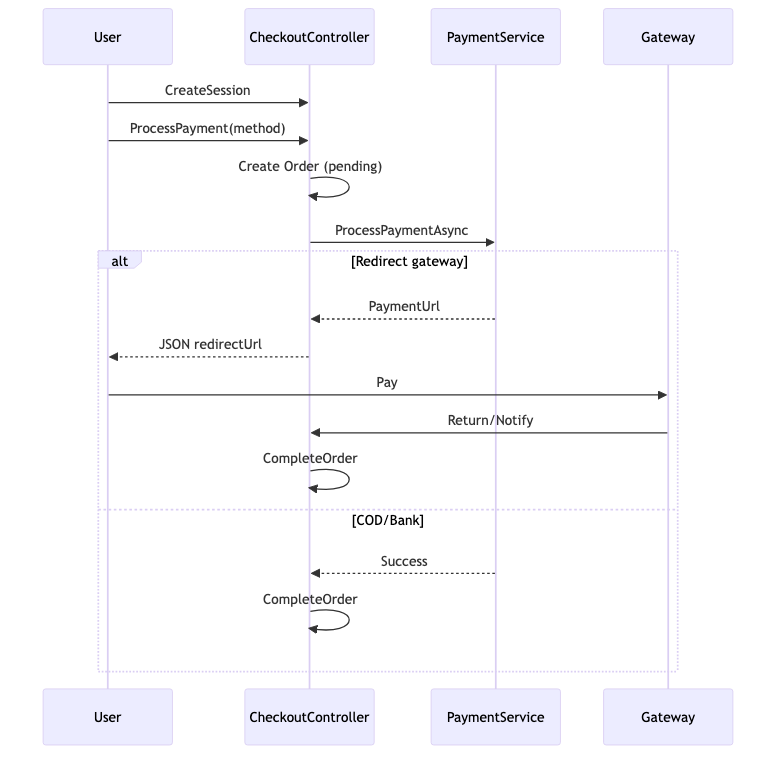 User
CheckoutController
PaymentService
Gateway
CreateSession
ProcessPayment(method)
Create Order (pending)
ProcessPaymentAsync
alt
[Redirect gateway]
PaymentUrl
JSON redirectUrl
Pay
Return/Notify
CompleteOrder
[COD/Bank]
Success
CompleteOrder
User
CheckoutController
PaymentService
Gateway